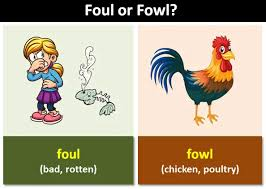 Foul or Fowl?
foul
(bad, rotten)
fowl
(chicken, poultry)